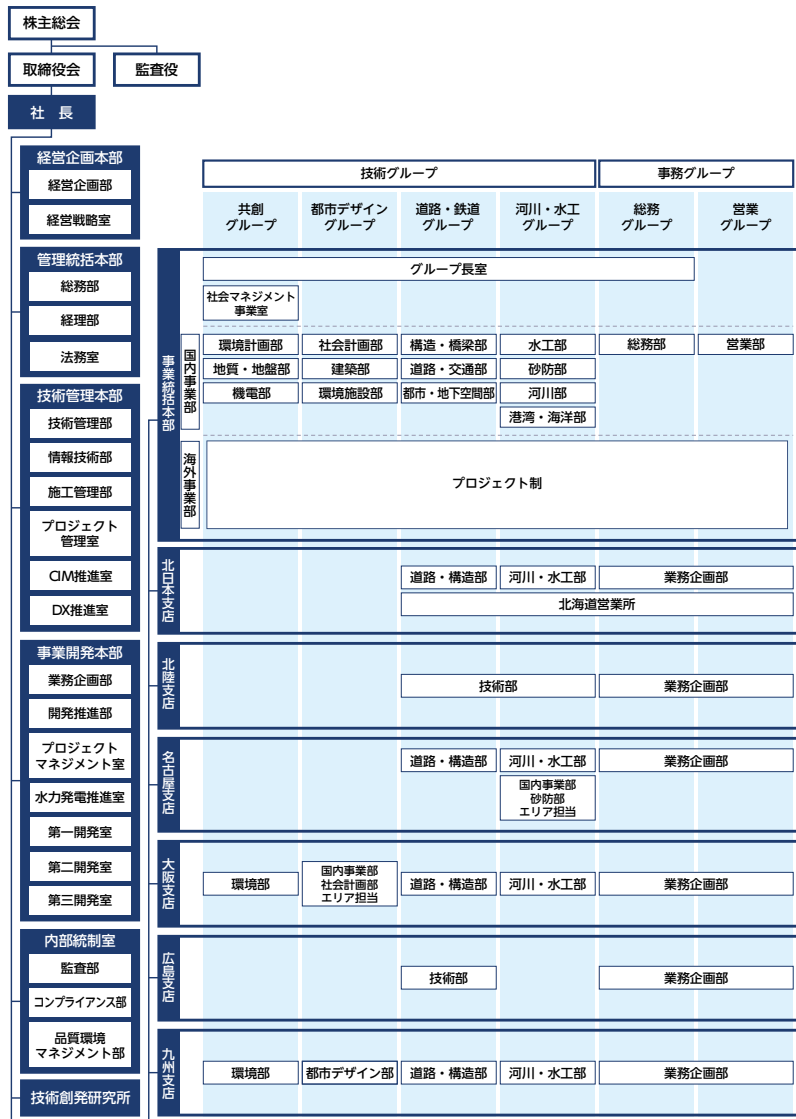 株主総会
取締役会
監査役
社 長
経営企画本部
経営企画部
経営戦略室
管理統括本部
総務部
経理部
法務室
技術管理本部
技術管理部
情報技術部
施工管理部
プロジェクト
管理室
CIM推進室
DX推進室
事業開発本部
業務企画部
開発推進部
プロジェクト
マネジメント室
水力発電推進室
第一開発室
第二開発室
第三開発室
内部統制室
監査部
コンプライアンス部
品質環境
マネジメント部
技術創発研究所
技術グループ
事務グループ
共創
グループ
都市デザイン
グループ
道路・鉄道
グループ
河川・水工
グループ
総務
グループ
営業
グループ
事業統括本部
グループ長室
社会マネジメント
事業室
国内事業部
環境計画部
社会計画部
構造・橋梁部
水工部
総務部
営業部
地質・地盤部
建築部
道路・交通部
砂防部
機電部
環境施設部
都市・地下空間部
河川部
港湾・海洋部
海外事業部
プロジェクト制
北日本支店
道路・構造部
河川・水工部
業務企画部
北海道営業所
北陸支店
技術部
業務企画部
名古屋支店
道路・構造部
河川・水工部
業務企画部
国内事業部
砂防部
エリア担当
大阪支店
環境部
国内事業部
社会計画部
エリア担当
道路・構造部
河川・水工部
業務企画部
広島支店
技術部
業務企画部
九州支店
環境部
都市デザイン部
道路・構造部
河川・水工部
業務企画部